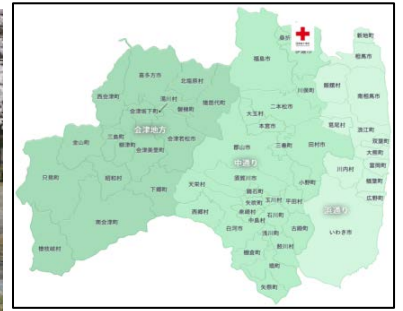 新地町
桑折
相馬市
福島市
喜多方市
北塩原村
川俣町
飯舘村
南相馬市
西会津町
湯川村
猪苗代町
会津坂下町
磐梯町
二本松市
大玉村
葛尾村
浪江町
会津地方
本宮市
双葉町
金山町
三島町
柳津町
会津若松市
会津美里町
郡山市
三春町
田村市
大熊町
中通り
川内村
富岡町
只見町
昭和村
須賀川市
小野町
楢葉町
下郷町
天栄村
鏡石町
広野町
矢吹町
玉川村
平田村
浜通り
西郷村
泉崎村
石川町
中島村
古殿町
いわき市
南会津町
白河市
浅川町
鮫川村
棚倉町
檜枝岐村
塙町
矢祭町